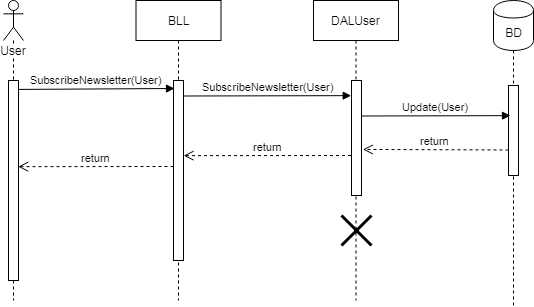 User
BLL
DALUser
BD
SubscribeNewsletter(User)
SubscribeNewsletter(User)
Update(User)
return
return
return